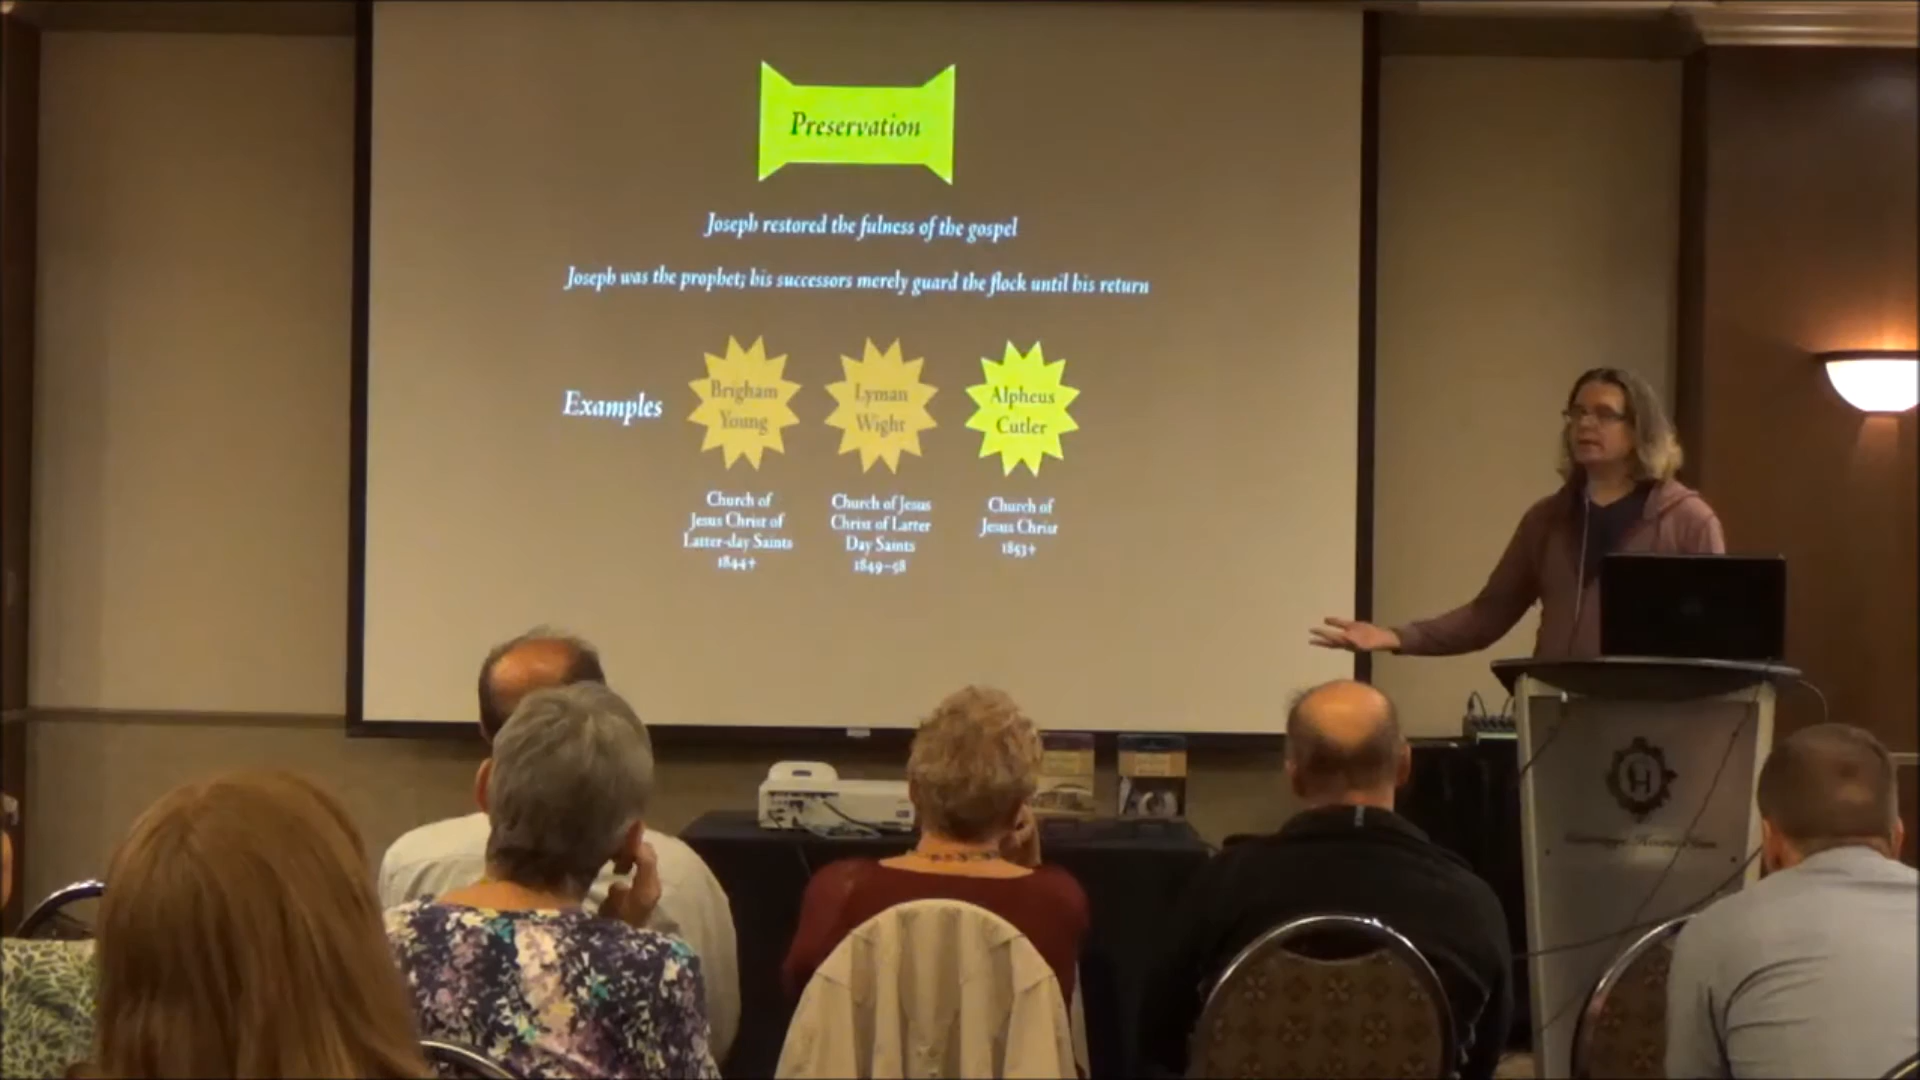 Preservation
Joseph restored the fulness of the gospel
Joseph was the prophet; his successors merely guard the flock until his return
Examples
Brigham
Young
Lyman
Wight
Alpheus
Cutler
Church of
Jesus Christ of
Latter-day Saints
1844+
Church of Jesus
Christ of Latter
Day Saints
1849–58
Church of
Jesus Christ
1853+
H